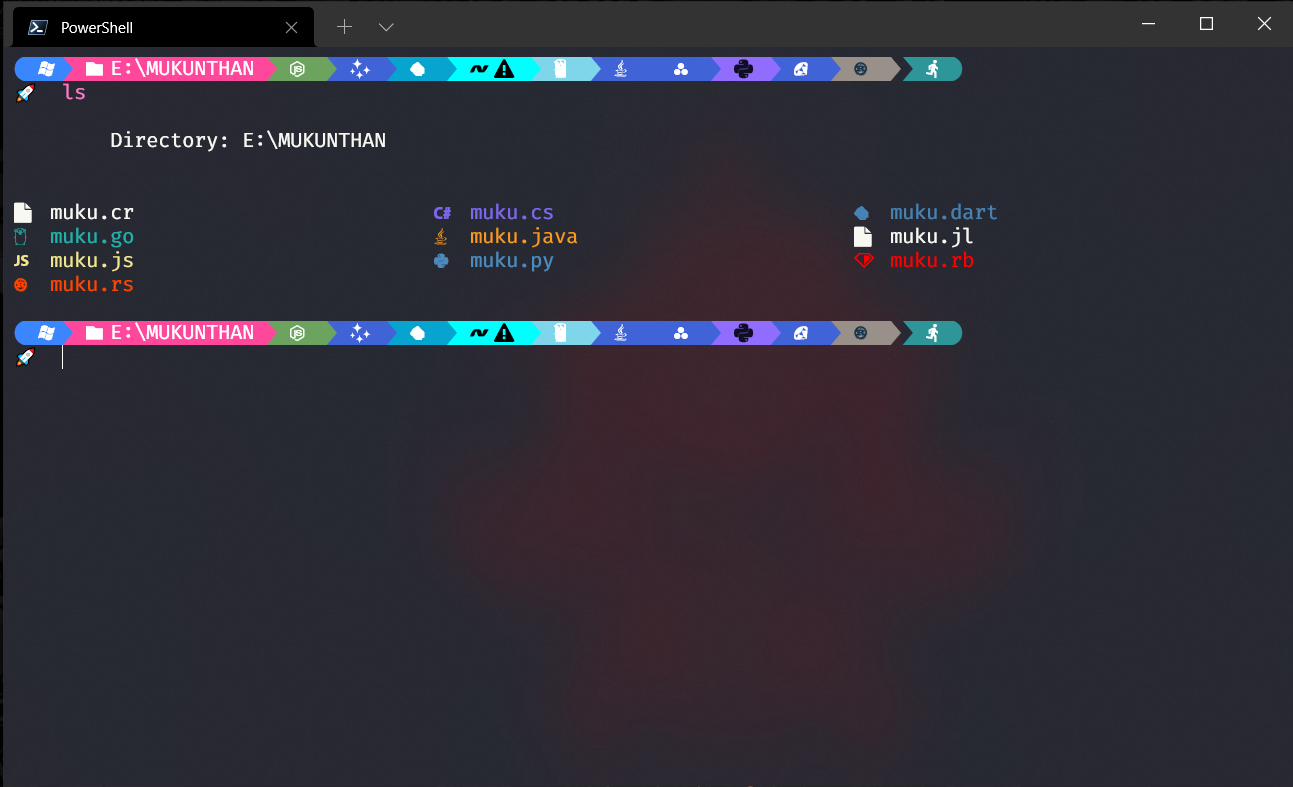 PowerShell
E:\MUKUNTHAN
ls
Directory: E:\MUKUNTHAN
muku.cr C# muku.cs muku.dart
muku.go muku.java muku.jl
JS muku.js muku.py muku.rb
muku.rs
E:\MUKUNTHAN